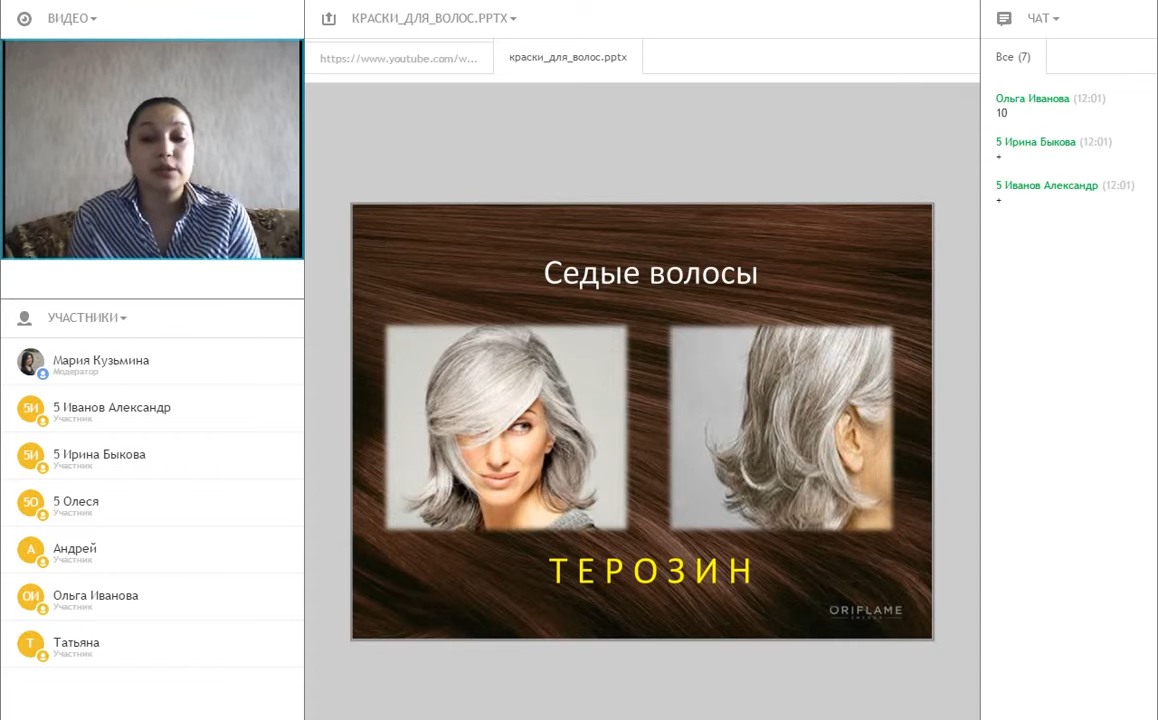 ВИДЕО
УЧАСТНИКИ
Мария Кузьмина
Модератор
5И
5 Иванов Александр
Участник
5И
5 Ирина Быкова
Участник
5О
5 Олеся
Участник
А
Андрей
Участник
ОИ
Ольга Иванова
Участник
Т
Татьяна
Участник
КРАСКИ_ДЛЯ_ВОЛОС.PPTX
https://www.youtube.com/w...
краски_для_волос.pptx
Седые волосы
ТЕРОЗИН
ORIFLAME
SWEDEN
ЧАТ
Все (7)
Ольга Иванова (12:01)
10
5 Ирина Быкова (12:01)
+
5 Иванов Александр (12:01)
+